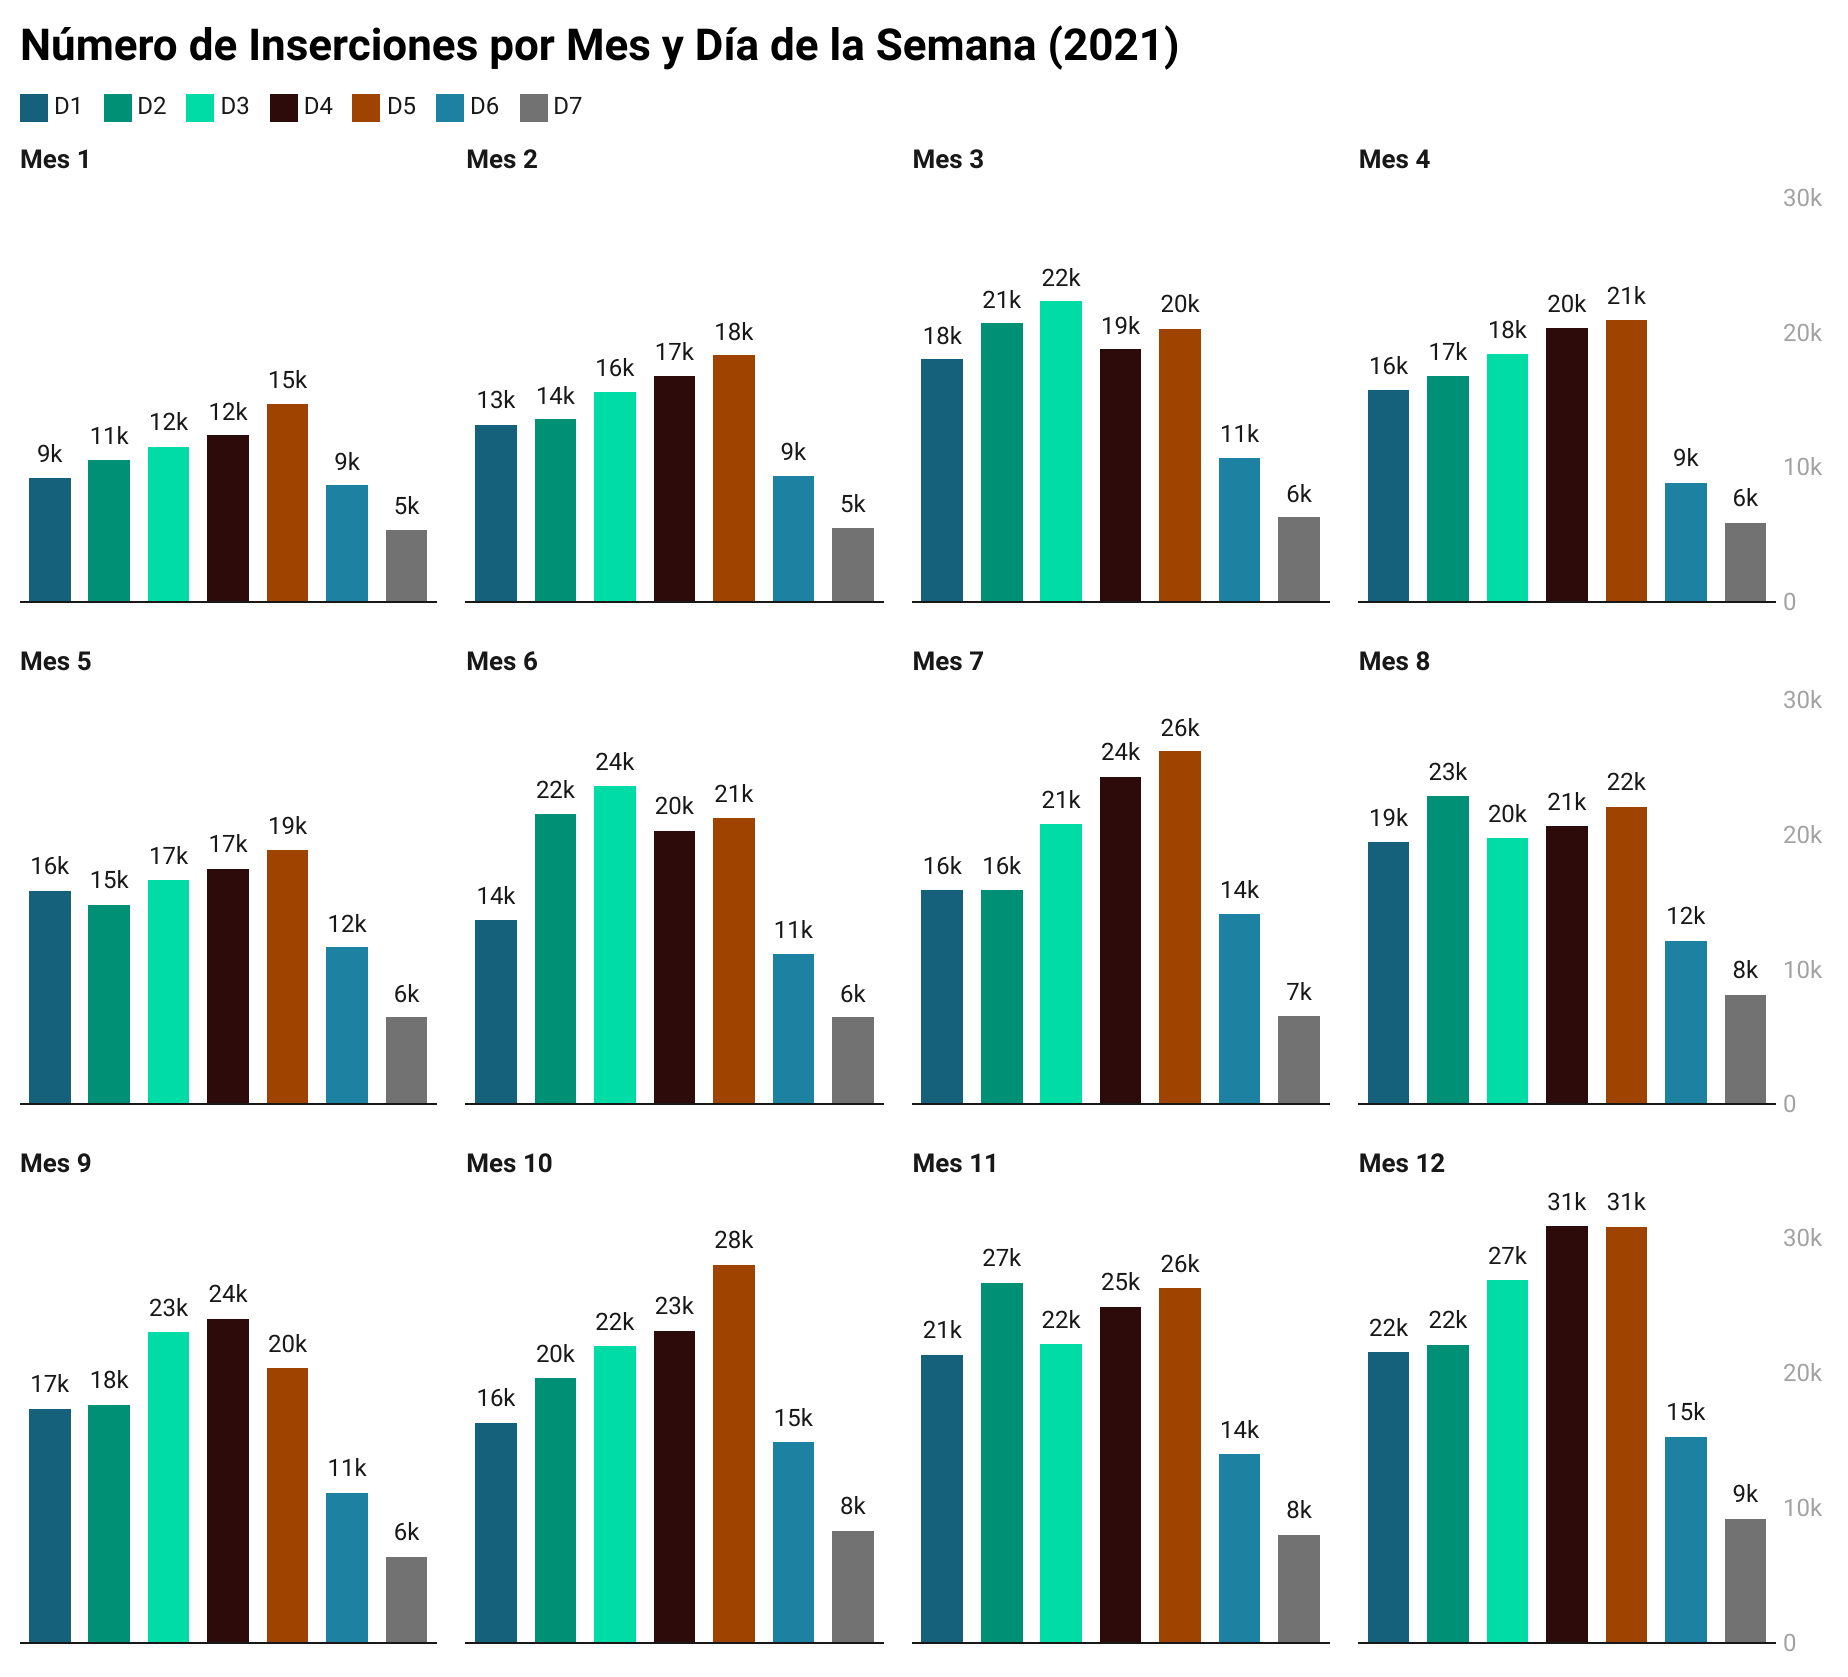 Número de Inserciones por Mes y Día de la Semana (2021)
D1 D2 D3 D4 D5 D6 D7
Mes 1
9k 11k 12k 12k 15k 9k 5k
Mes 2
13k 14k 16k 17k 18k 9k 5k
Mes 3
18k 21k 22k 19k 20k 11k 6k
Mes 4
16k 17k 18k 20k 21k 9k 6k
30k
20k
10k
0
Mes 5
16k 15k 17k 17k 19k 12k 6k
Mes 6
14k 22k 24k 20k 21k 11k 6k
Mes 7
16k 16k 21k 24k 26k 14k 7k
Mes 8
19k 23k 20k 21k 22k 12k 8k
30k
20k
10k
0
Mes 9
17k 18k 23k 24k 20k 11k 6k
Mes 10
16k 20k 22k 23k 28k 15k 8k
Mes 11
21k 27k 22k 25k 26k 14k 8k
Mes 12
22k 22k 27k 31k 31k 15k 9k
30k
20k
10k
0